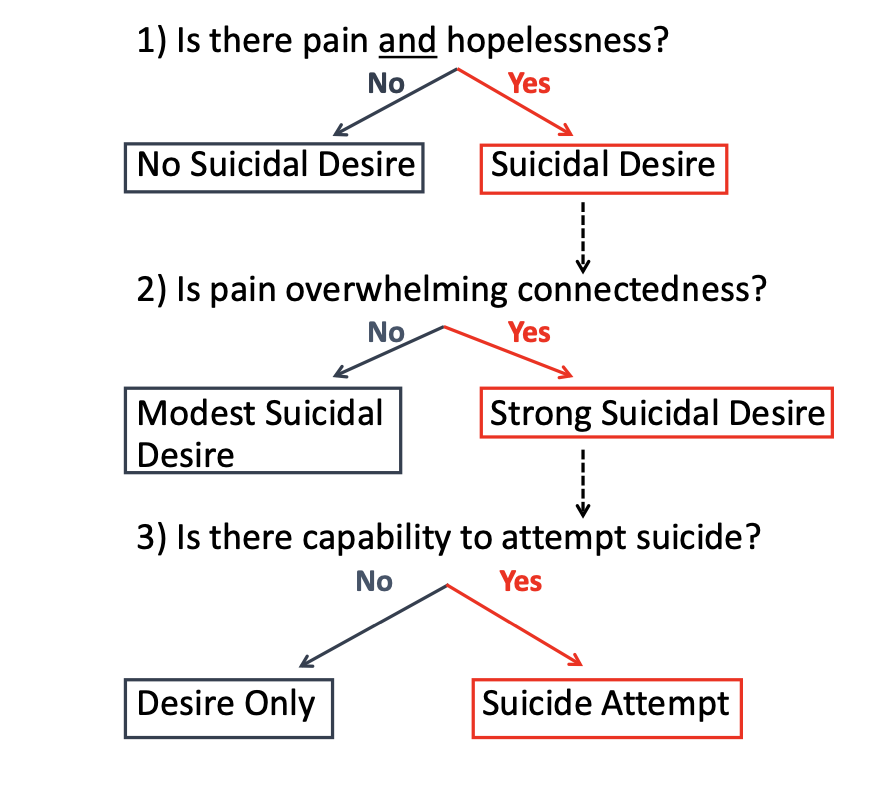 1) Is there pain and hopelessness?
No Yes
No Suicidal Desire Suicidal Desire
2) Is pain overwhelming connectedness?
No Yes
Modest Suicidal Strong Suicidal Desire
Desire
3) Is there capability to attempt suicide?
No Yes
Desire Only Suicide Attempt